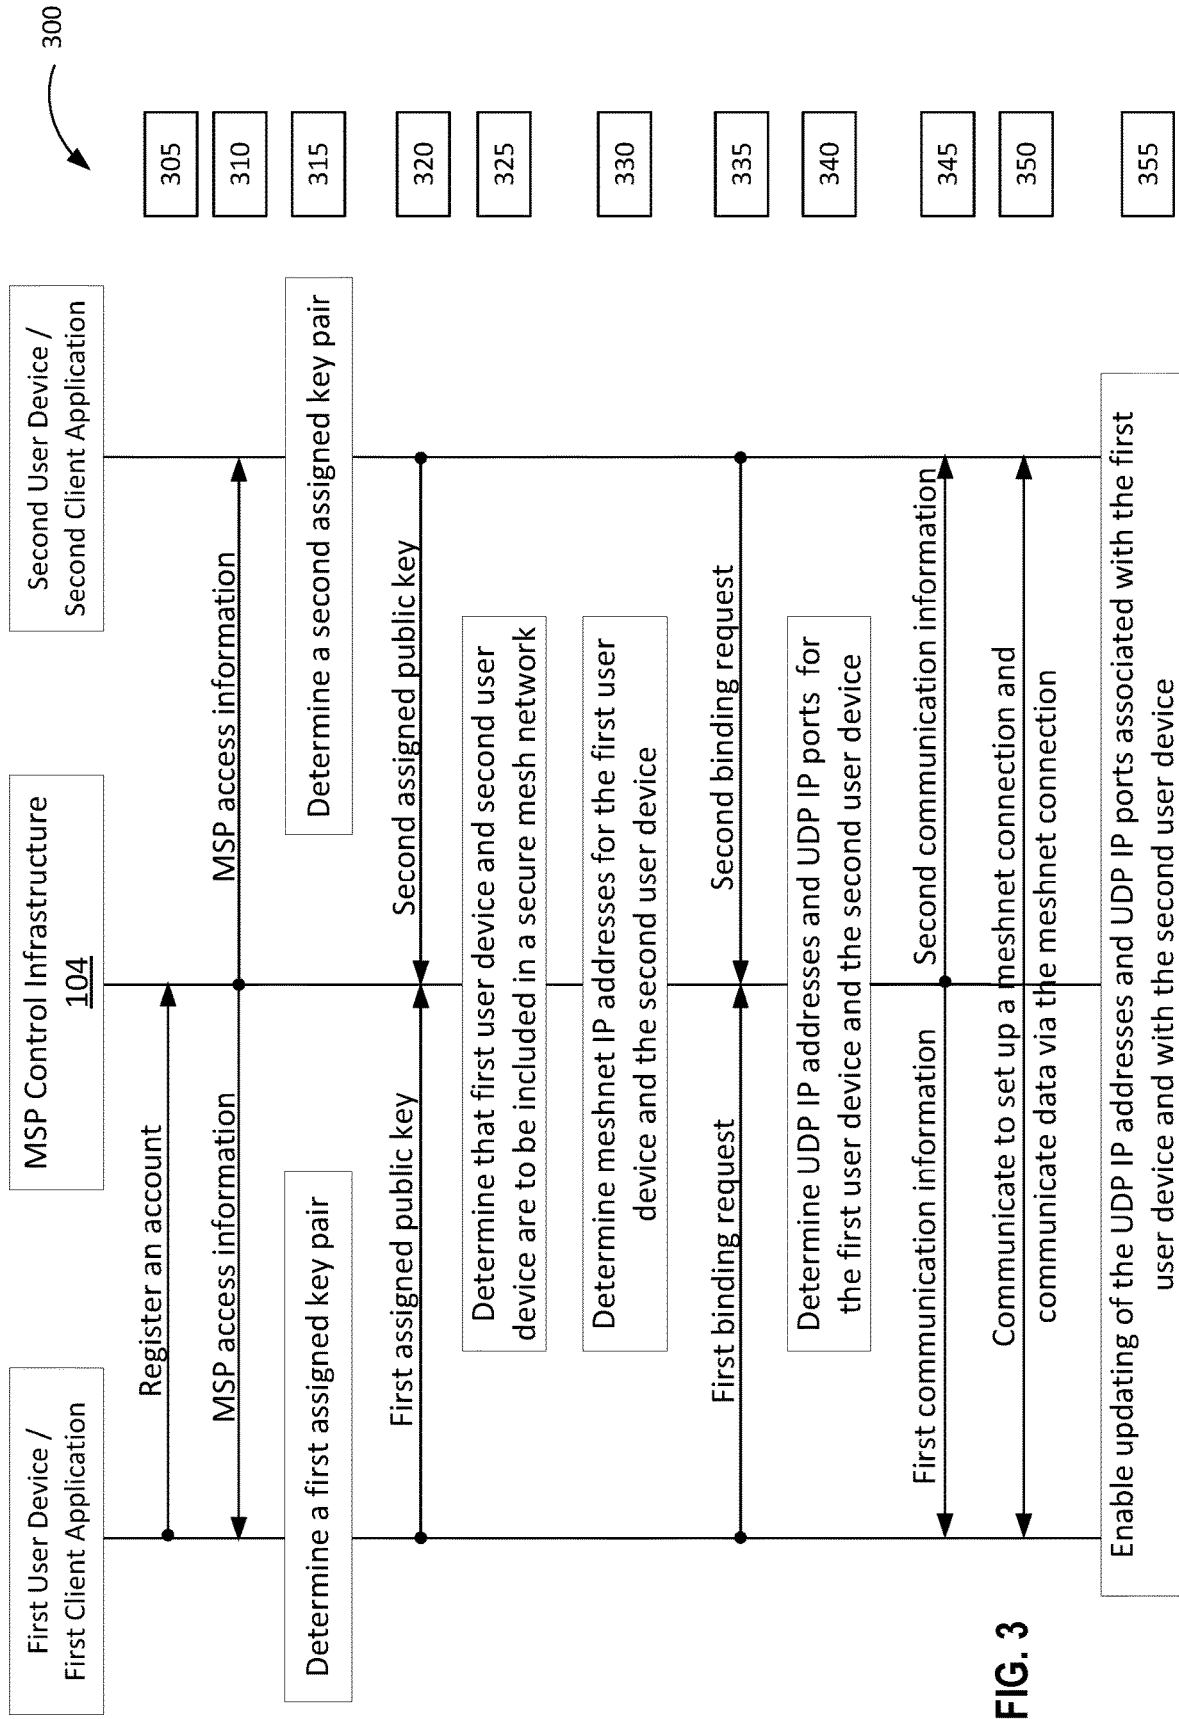 300
First User Device /
First Client Application
MSP Control Infrastructure
104
Second User Device /
Second Client Application
Register an account
305
MSP access information
MSP access information
310
Determine a first assigned key pair
Determine a second assigned key pair
315
First assigned public key
Second assigned public key
320
Determine that first user device and second user
device are to be included in a secure mesh network
325
Determine meshnet IP addresses for the first user
device and the second user device
330
First binding request
Second binding request
335
Determine UDP IP addresses and UDP IP ports for
the first user device and the second user device
340
First communication information
Second communication information
345
Communicate to set up a meshnet connection and
communicate data via the meshnet connection
350
Enable updating of the UDP IP addresses and UDP IP ports associated with the first
user device and with the second user device
355
FIG. 3